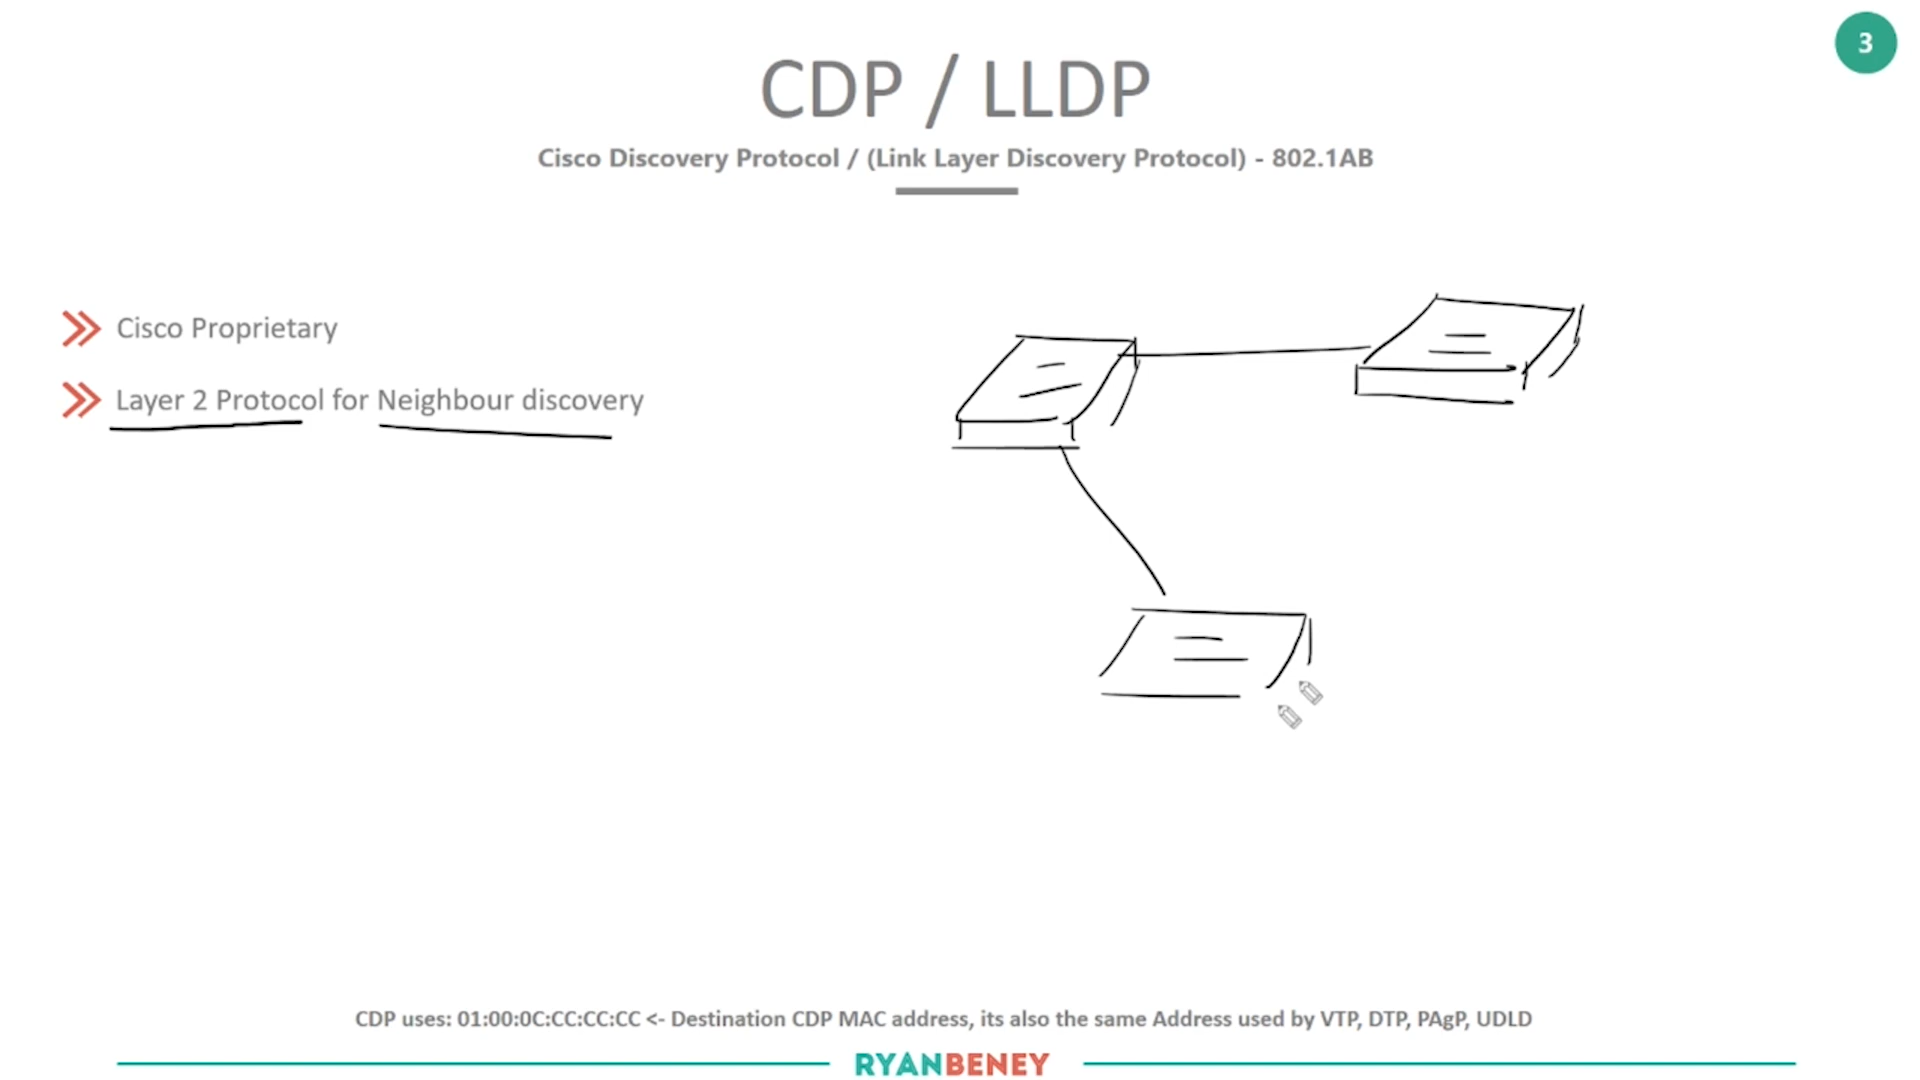 3
CDP / LLDP
Cisco Discovery Protocol / (Link Layer Discovery Protocol) - 802.1AB
Cisco Proprietary
Layer 2 Protocol for Neighbour discovery
CDP uses: 01:00:0C:CC:CC:CC <- Destination CDP MAC address, its also the same Address used by VTP, DTP, PAgP, UDLD
RYANBENEY